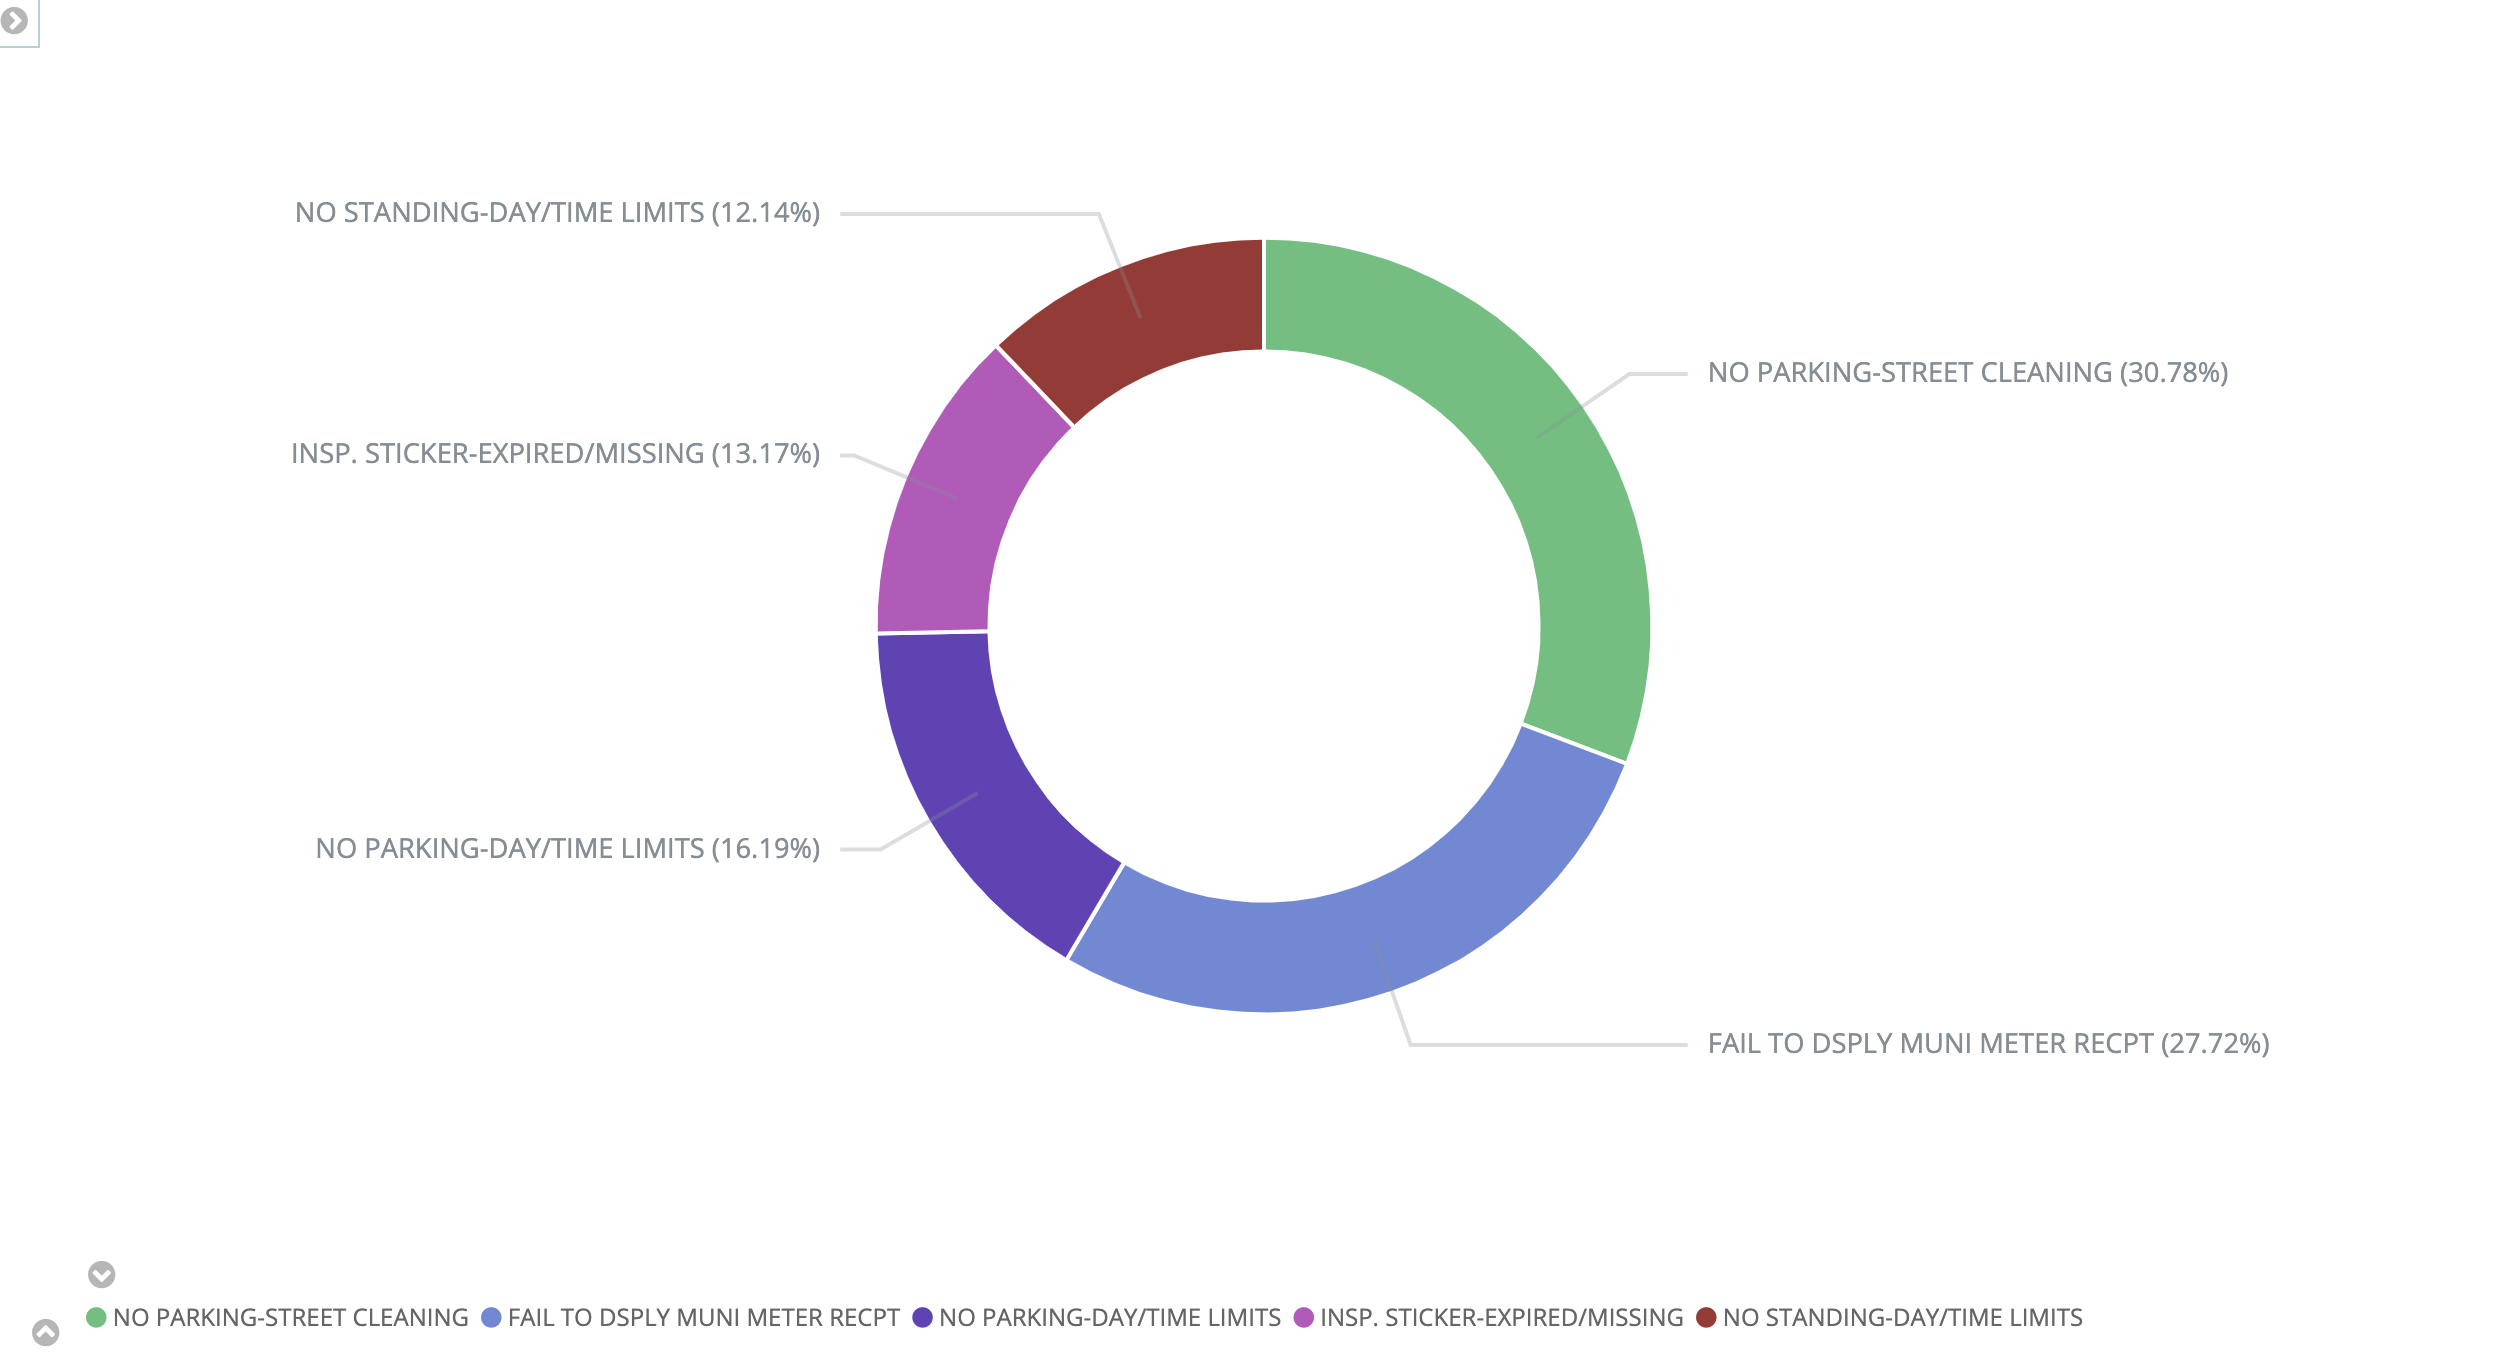 NO STANDING-DAY/TIME LIMITS (12.14%)
NO PARKING-STREET CLEANING (30.78%)
INSP. STICKER-EXPIRED/MISSING (13.17%)
NO PARKING-DAY/TIME LIMITS (16.19%)
FAIL TO DSPLY MUNI METER RECPT (27.72%)
NO PARKING-STREET CLEANING FAIL TO DSPLY MUNI METER RECPT NO PARKING-DAY/TIME LIMITS INSP. STICKER-EXPIRED/MISSING NO STANDING-DAY/TIME LIMITS